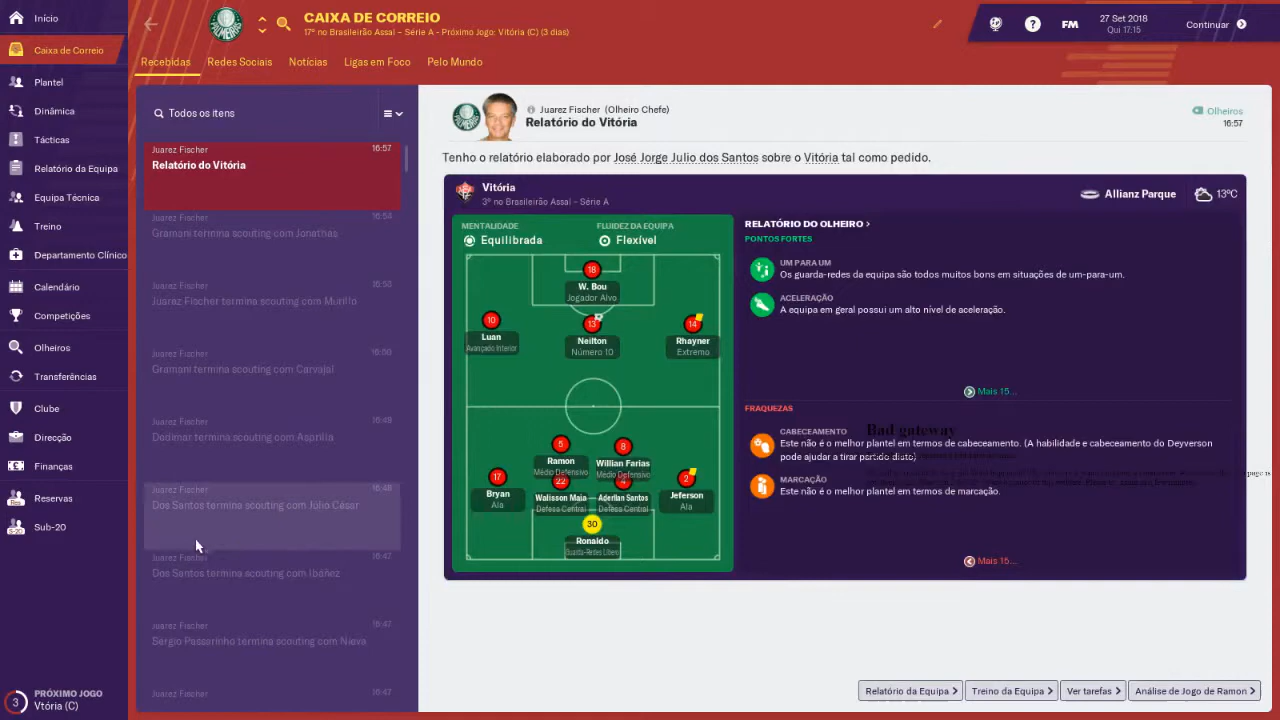 CAIXA DE CORREIO
17º no Brasileirão Assaí – Série A - Próximo Jogo: Vitória (C) (3 dias)
FM
27 Set 2018
Qui 17:15
Continuar
Recebidas
Redes Sociais
Notícias
Ligas em Foco
Pelo Mundo
Início
Caixa de Correio
Plantel
Dinâmica
Tácticas
Relatório da Equipa
Equipa Técnica
Treino
Departamento Clínico
Calendário
Competições
Olheiros
Transferências
Clube
Direcção
Finanças
Reservas
Sub-20
3
PRÓXIMO JOGO
Vitória (C)
Todos os itens
Juarez Fischer 16:57
Relatório do Vitória
Juarez Fischer 16:54
Gramani termina scouting com Jonathas
Juarez Fischer 16:50
Juarez Fischer termina scouting com Murillo
Juarez Fischer 16:50
Gramani termina scouting com Carvajal
Juarez Fischer 16:48
Dodimar termina scouting com Asprilla
Juarez Fischer 16:48
Dos Santos termina scouting com Júlio César
Juarez Fischer 16:47
Dos Santos termina scouting com Ibáñez
Juarez Fischer 16:47
Sérgio Passarinho termina scouting com Nieva
Juarez Fischer 16:47
Juarez Fischer (Olheiro Chefe)
Relatório do Vitória
Olheiros
16:57
Tenho o relatório elaborado por José Jorge Julio dos Santos sobre o Vitória tal como pedido.
Vitória
3º no Brasileirão Assaí – Série A
Allianz Parque
13ºC
MENTALIDADE
Equilibrada
FLUIDEZ DA EQUIPA
Flexível
18
W. Bou
Jogador Alvo
10
Luan
Avançado Interior
13
Neilton
Número 10
14
Rhayner
Extremo
5
Ramon
Médio Defensivo
8
Willian Farias
Médio Defensivo
17
Bryan
Ala
22
Walisson Maia
Defesa Central
4
Aderllan Santos
Defesa Central
2
Jeferson
Ala
30
Ronaldo
Guarda-Redes Líbero
RELATÓRIO DO OLHEIRO >
PONTOS FORTES
UM PARA UM
Os guarda-redes da equipa são todos muitos bons em situações de um-para-um.
ACELERAÇÃO
A equipa em geral possui um alto nível de aceleração.
Mais 15...
FRAQUEZAS
Bad gateway
CABECEAMENTO
Este não é o melhor plantel em termos de cabeceamento. (A habilidade e cabeceamento do Deyverson
pode ajudar a tirar partido disto)
MARCAÇÃO
Este não é o melhor plantel em termos de marcação.
Mais 16...
Relatório da Equipa >
Treino da Equipa >
Ver tarefas >
Análise de Jogo de Ramon >